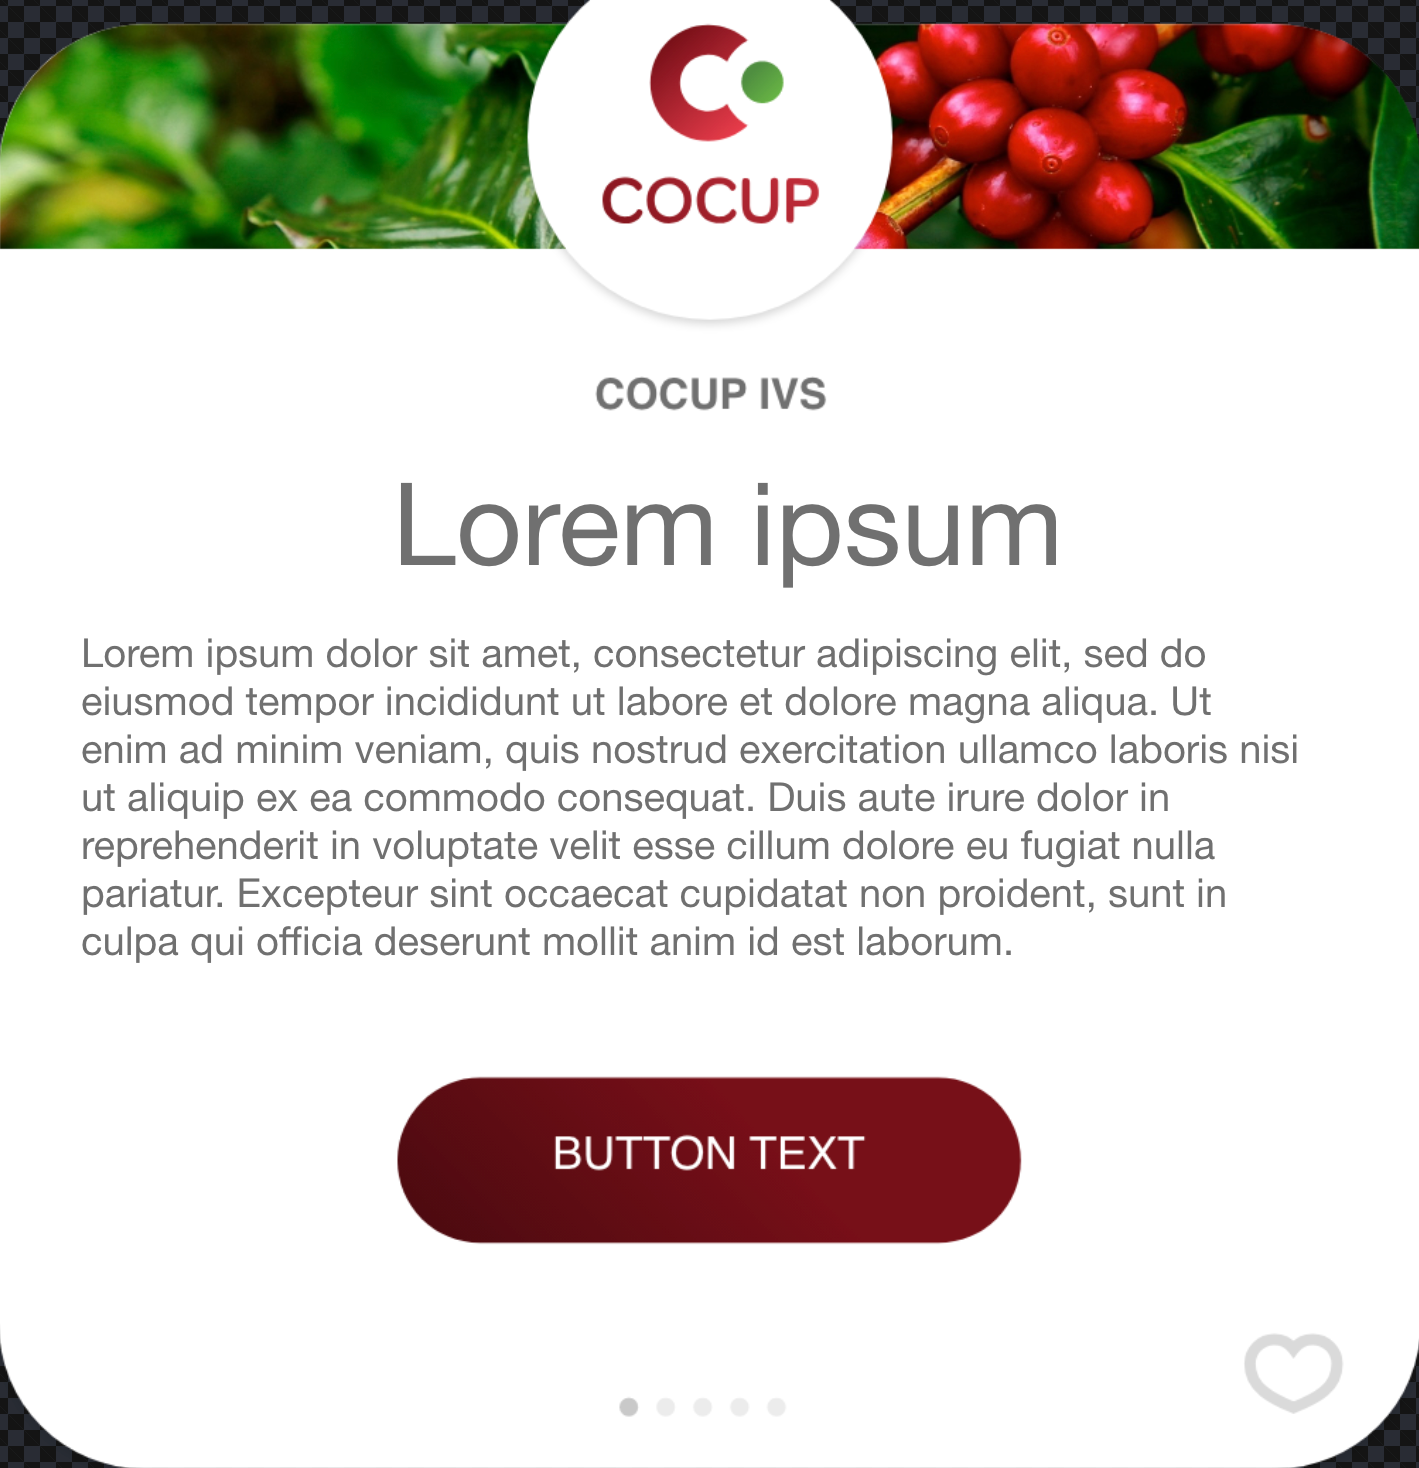 COCUP
COCUP IVS
Lorem ipsum
Lorem ipsum dolor sit amet, consectetur adipiscing elit, sed do
eiusmod tempor incididunt ut labore et dolore magna aliqua. Ut
enim ad minim veniam, quis nostrud exercitation ullamco laboris nisi
ut aliquip ex ea commodo consequat. Duis aute irure dolor in
reprehenderit in voluptate velit esse cillum dolore eu fugiat nulla
pariatur. Excepteur sint occaecat cupidatat non proident, sunt in
culpa qui officia deserunt mollit anim id est laborum.
BUTTON TEXT